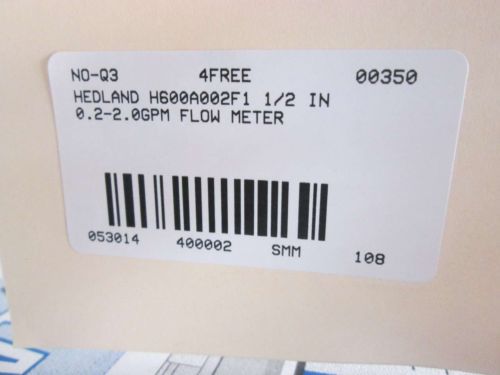 NO-Q3 4FREE 00350
HEDLAND H600A002F1 1/2 IN
0.2-2.0GPM FLOW METER
053014 400002 SMM 108